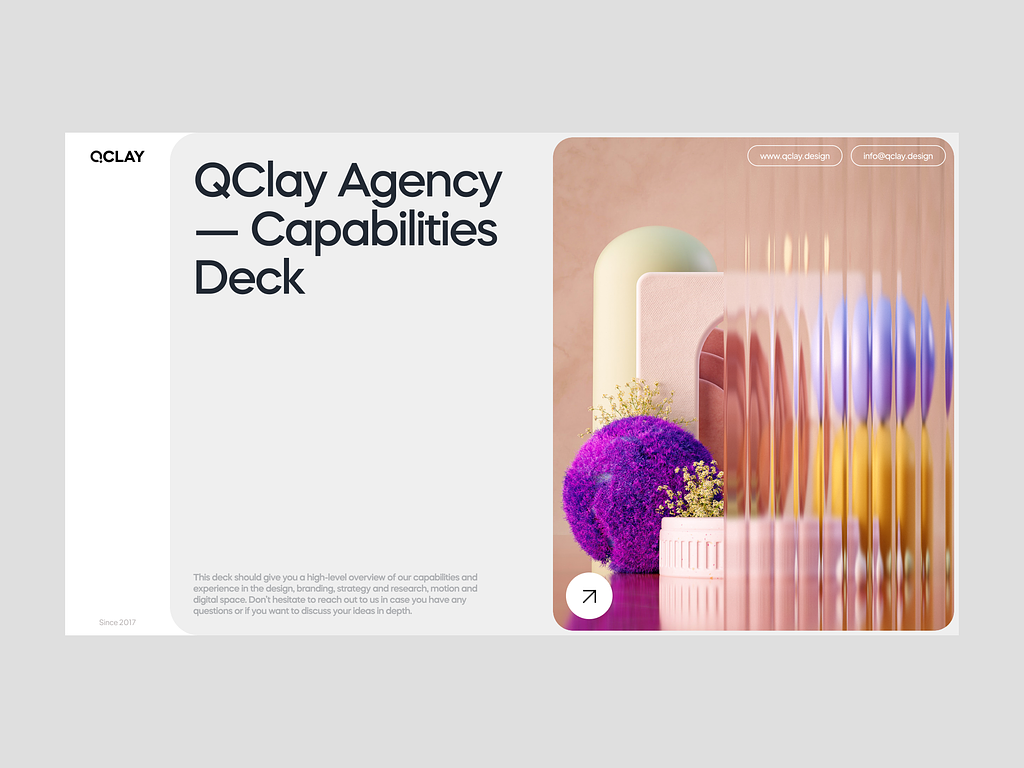 QCLAY
QClay Agency
— Capabilities
Deck
www.qclay.design
info@qclay.design
This deck should give you a high-level overview of our capabilities and
experience in the design, branding, strategy and research, motion and
digital space. Don't hesitate to reach out to us in case you have any
questions or if you want to discuss your ideas in depth.
Since 2017